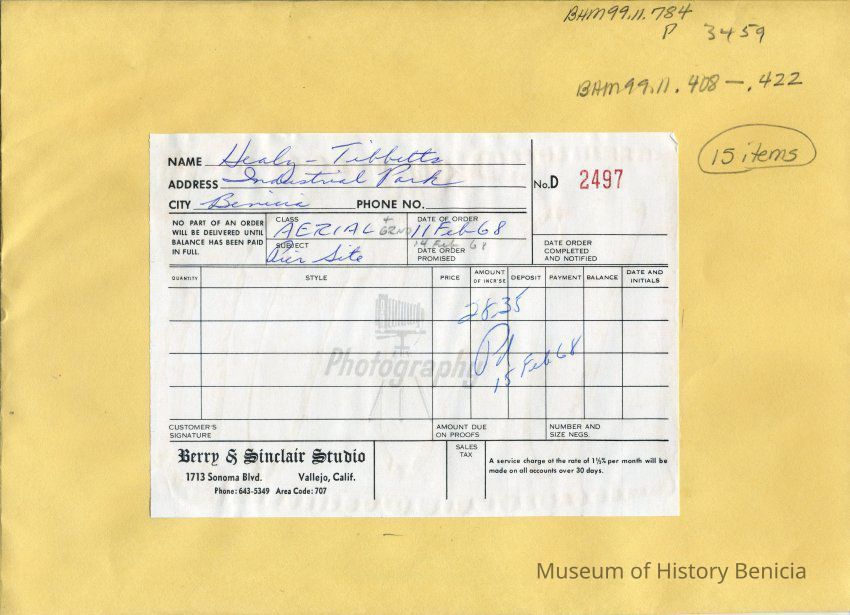 BHM99.11.784
P 3459
BAM99.11.408-.422
15 items
NAME Healy-Tibbetts
ADDRESS Industrial Park
No.D 2497
CITY Benicia PHONE NO.
NO PART OF AN ORDER
WILL BE DELIVERED UNTIL
BALANCE HAS BEEN PAID
IN FULL.
CLASS
AERIAL +
DATE OF ORDER
11 Feb 68
SUBJECT
Pier Site
14 Feb 68
DATE ORDER
PROMISED
DATE ORDER
COMPLETED
AND NOTIFIED
QUANTITY STYLE PRICE AMOUNT OF INCR'SE DEPOSIT PAYMENT BALANCE DATE AND INITIALS
28.35
Photography
Pd
15 Feb 68
CUSTOMER'S
SIGNATURE
AMOUNT DUE
ON PROOFS
NUMBER AND
SIZE NEGS.
Berry & Sinclair Studio
1713 Sonoma Blvd. Vallejo, Calif.
Phone: 643-5349 Area Code: 707
SALES
TAX
A service charge at the rate of 1½% per month will be
made on all accounts over 30 days.
Museum of History Benicia